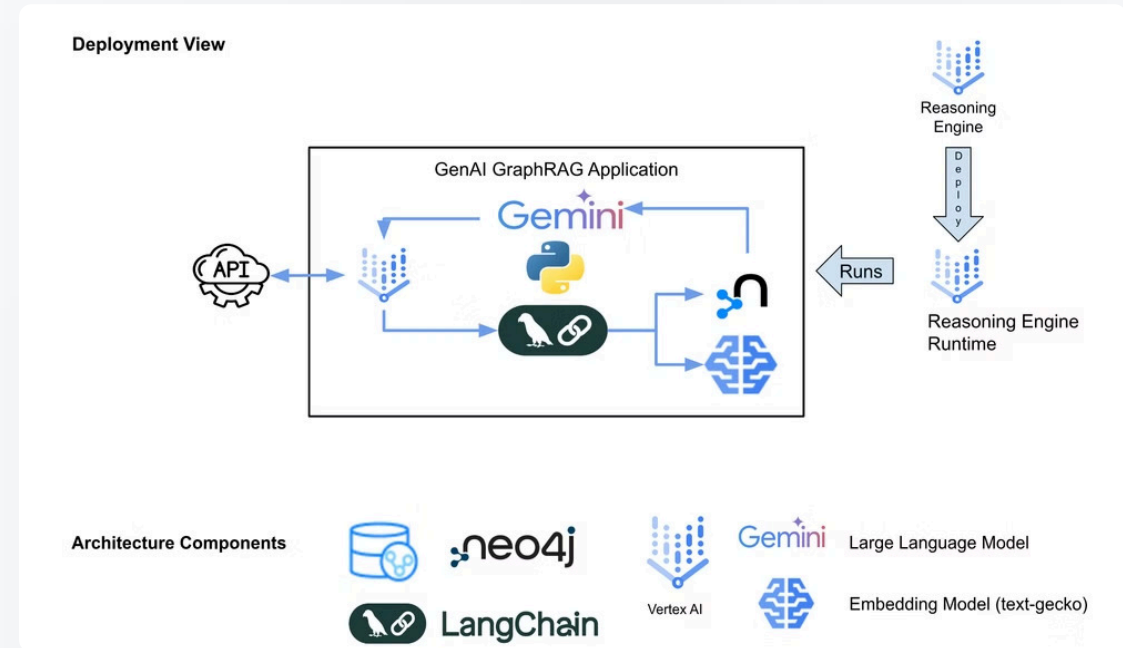 Deployment View
Reasoning
Engine
Deploy
GenAI GraphRAG Application
Gemini
API
n
Runs
Reasoning Engine
Runtime
Architecture Components
neo4j
LangChain
Vertex AI
Gemini
Large Language Model
Embedding Model (text-gecko)